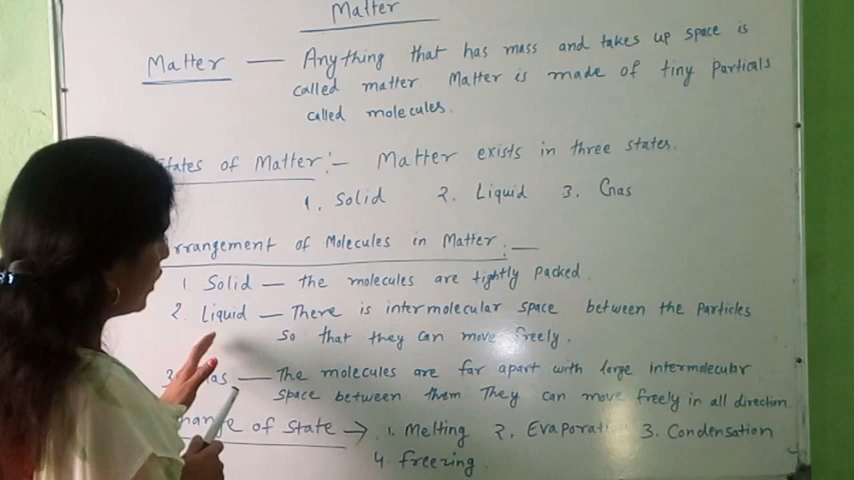 Matter
Matter — Anything that has mass and takes up space is
called matter Matter is made of tiny Particals
called molecules.
States of Matter:- Matter exists in three states.
1. Solid 2. Liquid 3. Gas
rrangement of Molecules in Matter:—
1 Solid — the molecules are tightly Packed.
2. Liquid — There is intermolecular space between the Particles
So that they can move freely.
3. as — The molecules are far apart with large intermolecular
space between them They can move freely in all direction.
hange of state → 1. Melting 2. Evaporati 3. Condensation
4. freezing.